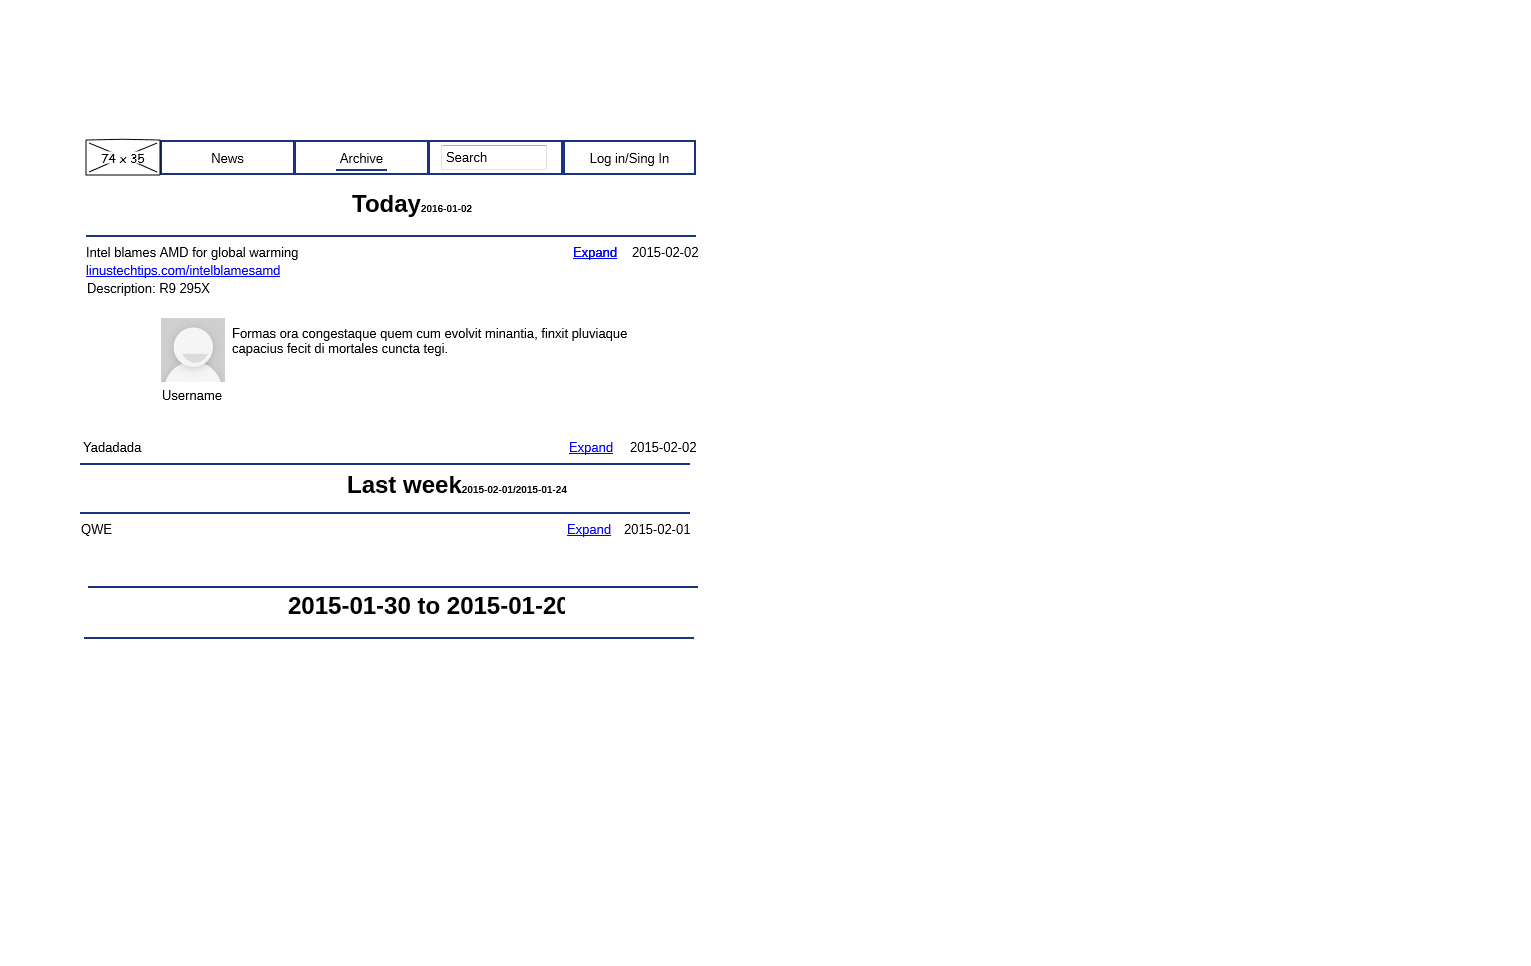 74 x 35 News Archive Search Log in/Sing In
Today2016-01-02
Intel blames AMD for global warming Expand 2015-02-02
linustechtips.com/intelblamesamd
Description: R9 295X
Formas ora congestaque quem cum evolvit minantia, finxit pluviaque
capacius fecit di mortales cuncta tegi.
Username
Yadadada Expand 2015-02-02
Last week2015-02-01/2015-01-24
QWE Expand 2015-02-01
2015-01-30 to 2015-01-20